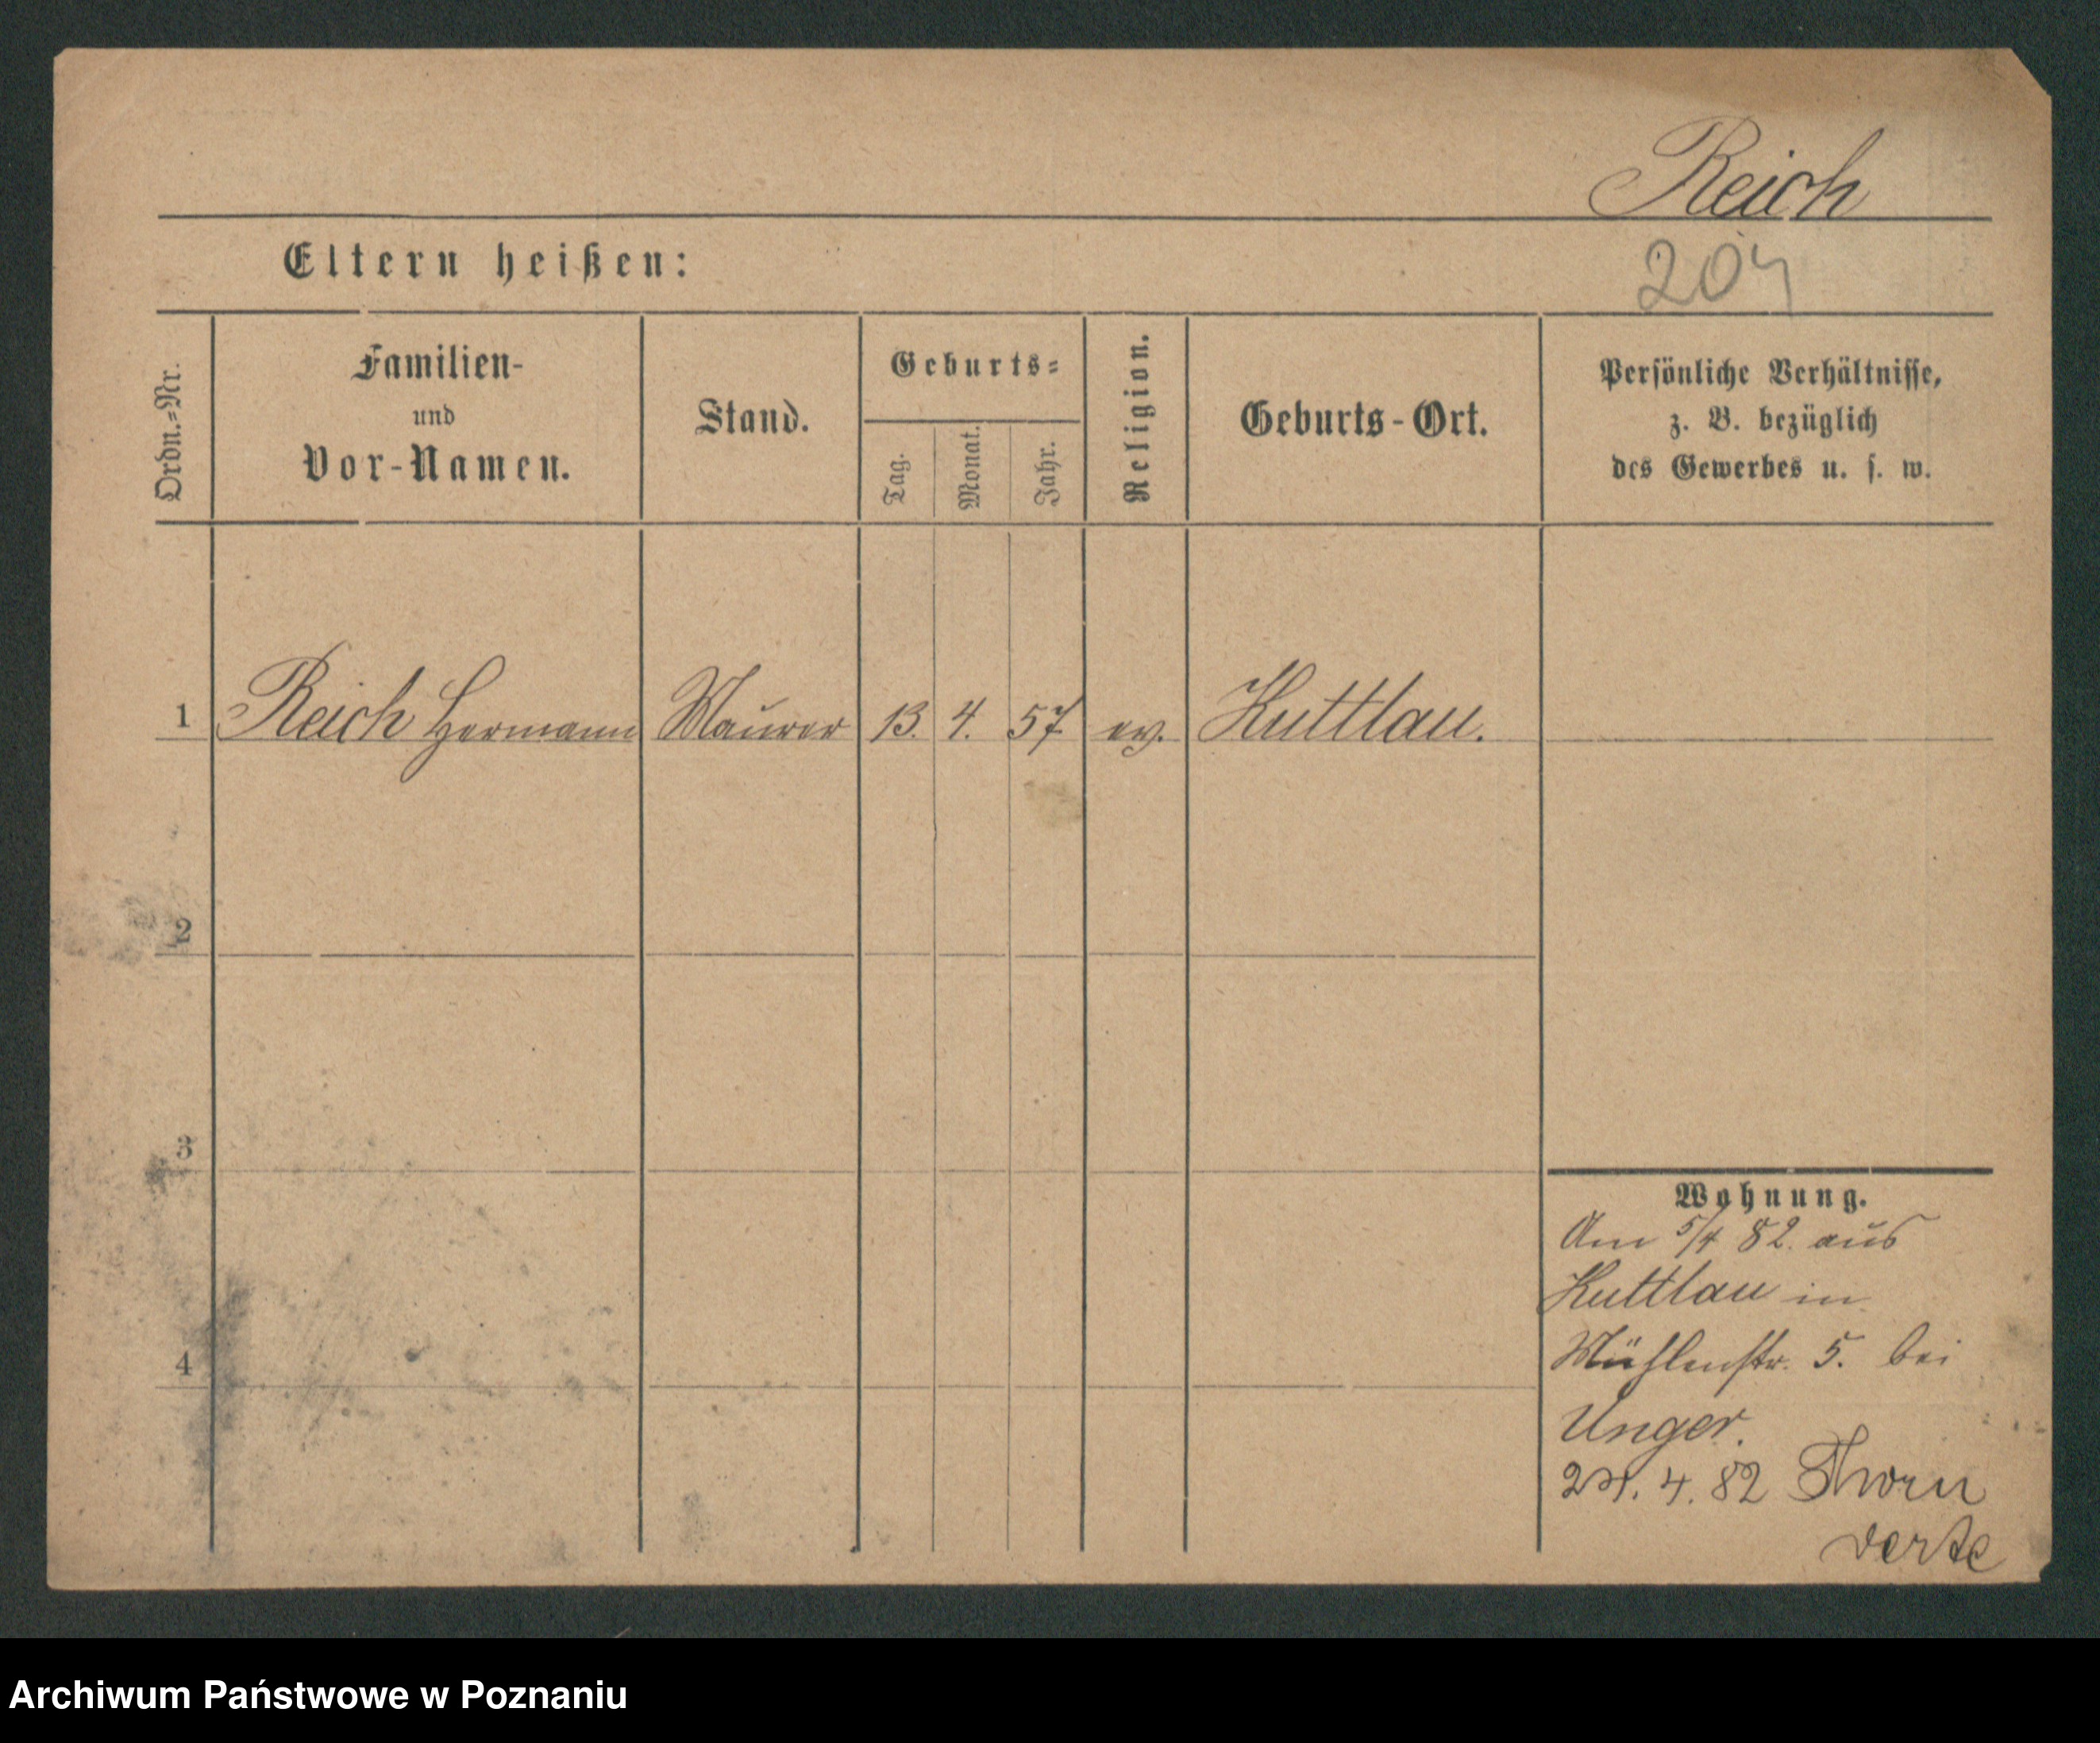 Reich
Eltern heißen:
204
Ordn.=Nr.
Familien-
und
Vor-Namen.
Stand.
Geburts=
Tag.
Monat.
Jahr.
Religion.
Geburts-Ort.
Persönliche Verhältnisse,
z. B. bezüglich
des Gewerbes u. s. w.
1 Reich Hermann Maurer 13. 4. 57 ev. Kuttlau.
2
3
4
Wohnung.
Am 5/4 82. aus
Kuttlau in
Mühlenstr. 5. bei
Unger.
4. 82 Thorn
Archiwum Państwowe w Poznaniu